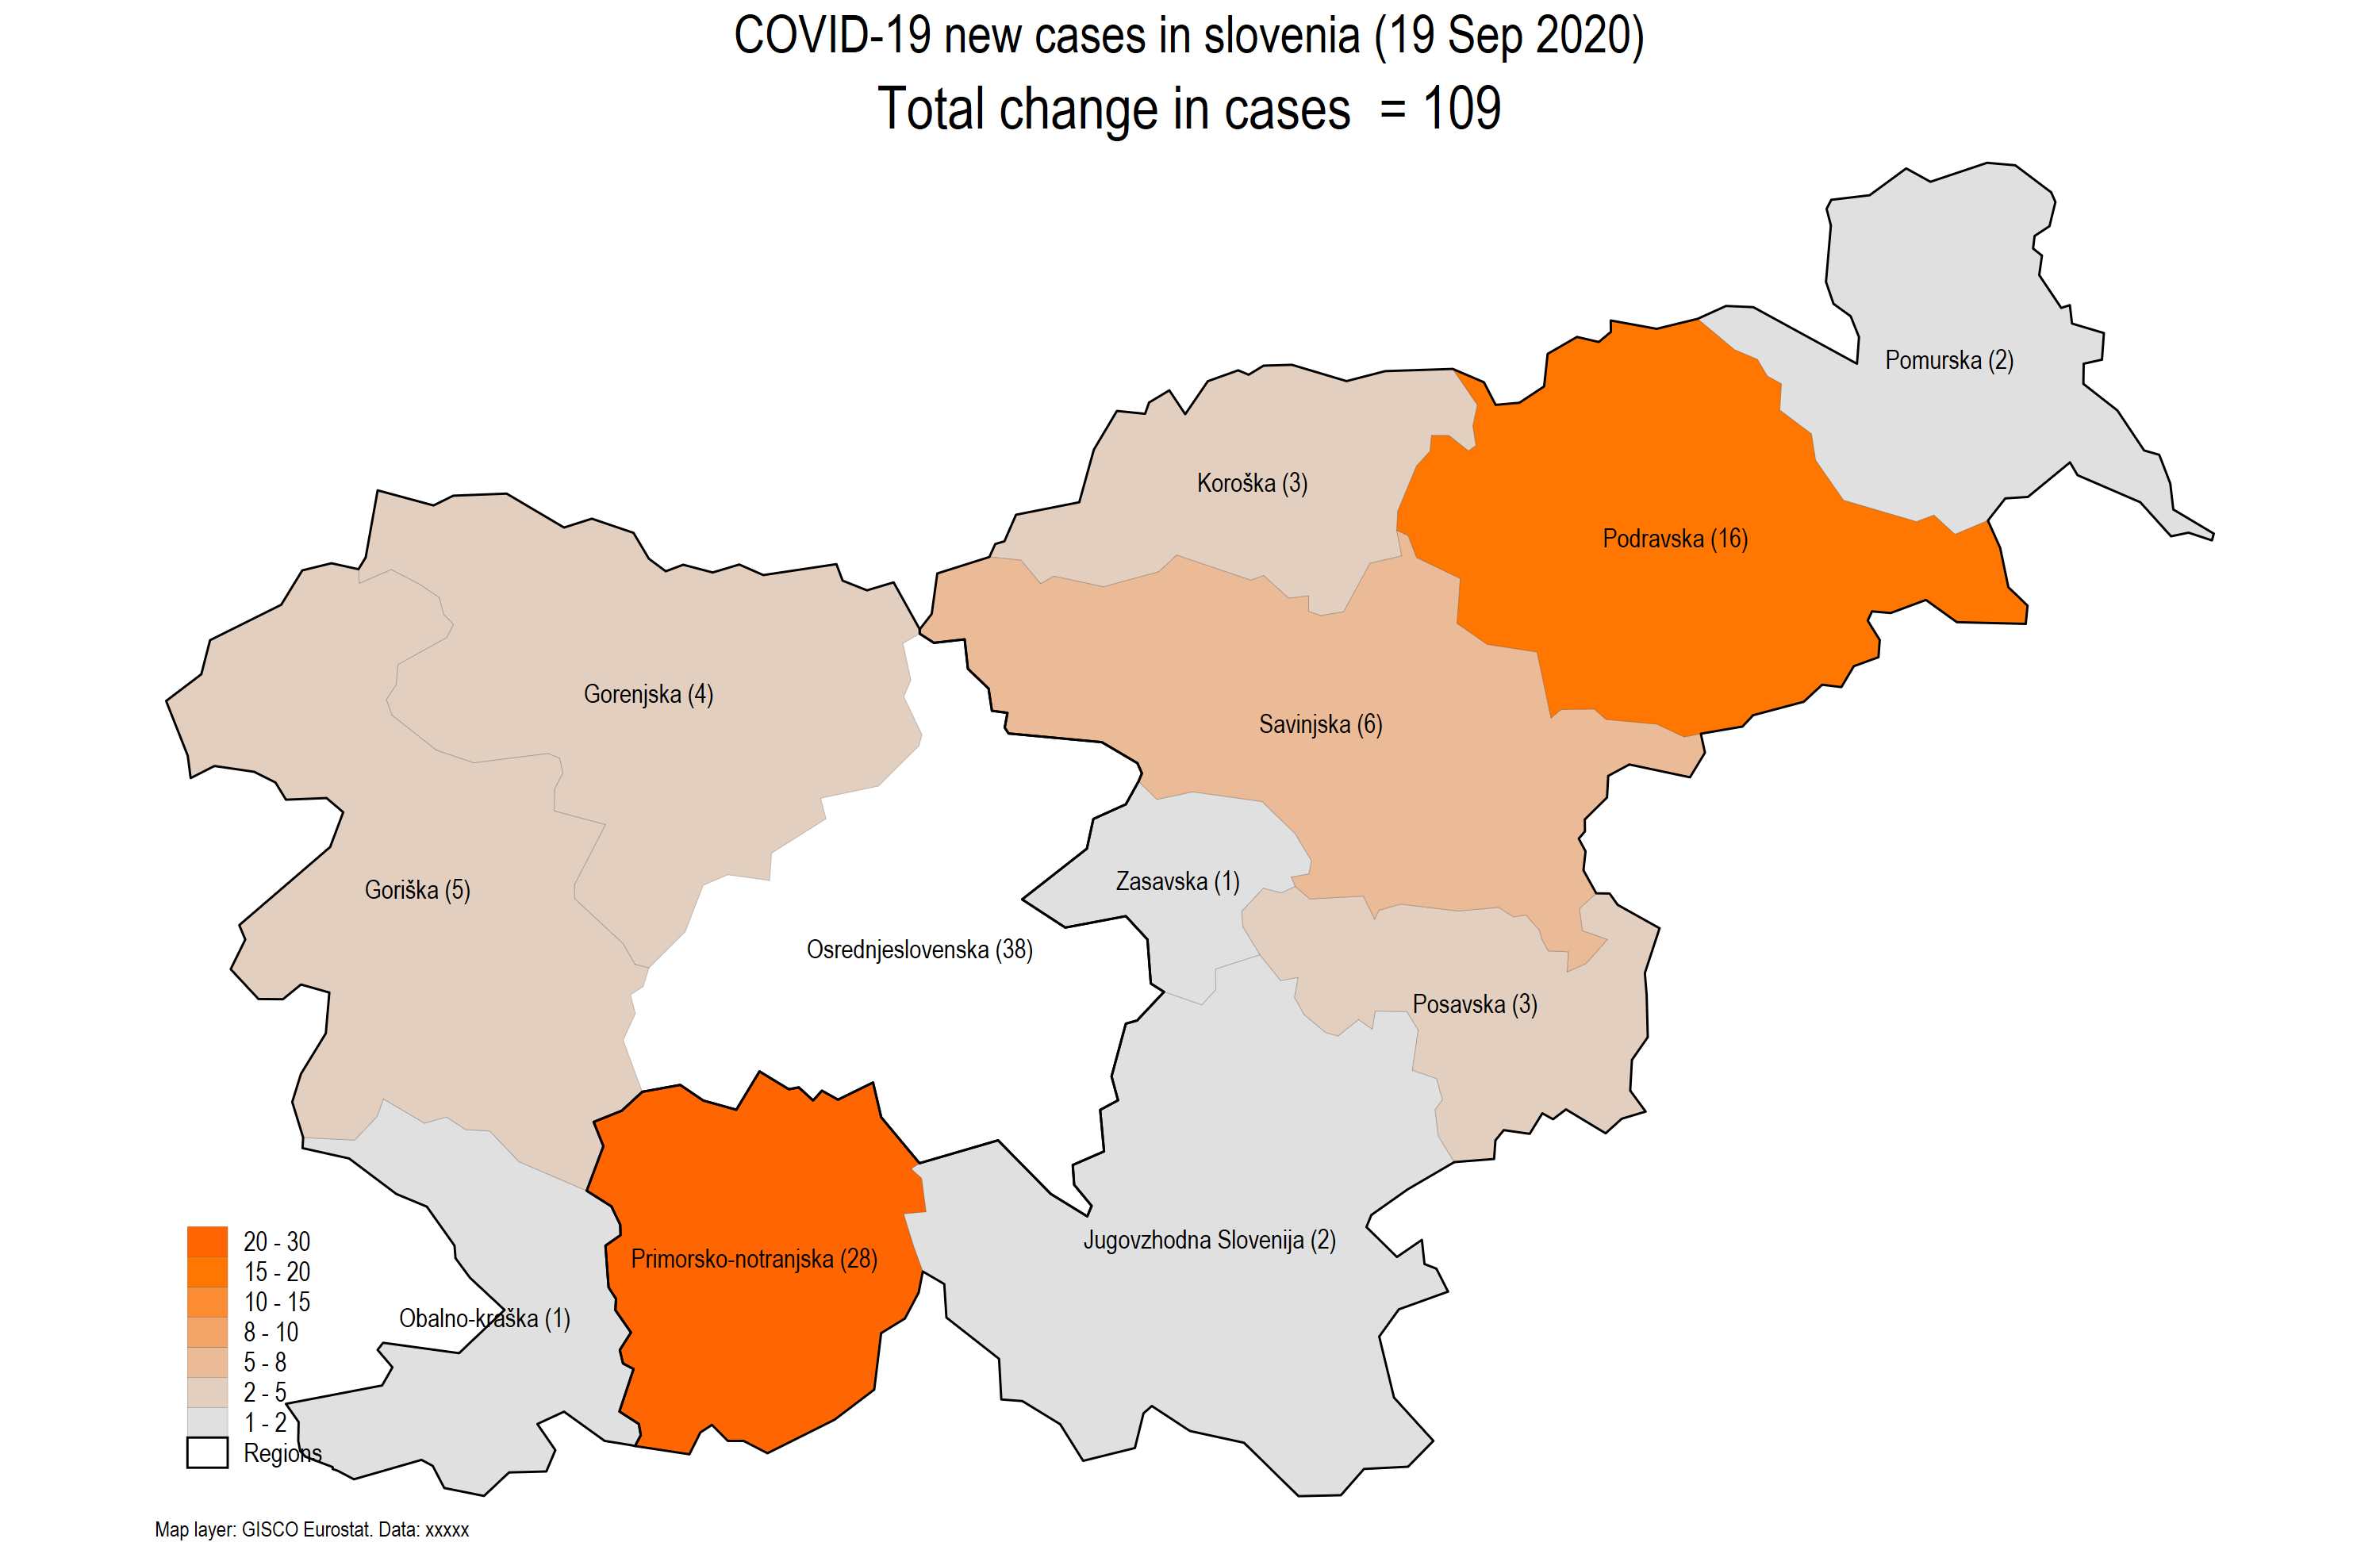 COVID-19 new cases in slovenia (19 Sep 2020)
Total change in cases = 109
Pomurska (2)
Koroška (3)
Podravska (16)
Gorenjska (4)
Savinjska (6)
Zasavska (1)
Goriška (5)
Osrednjeslovenska (38)
Posavska (3)
Jugovzhodna Slovenija (2)
Primorsko-notranjska (28)
Obalno-kraška (1)
20 - 30
15 - 20
10 - 15
8 - 10
5 - 8
2 - 5
1 - 2
Regions
Map layer: GISCO Eurostat. Data: xxxxx